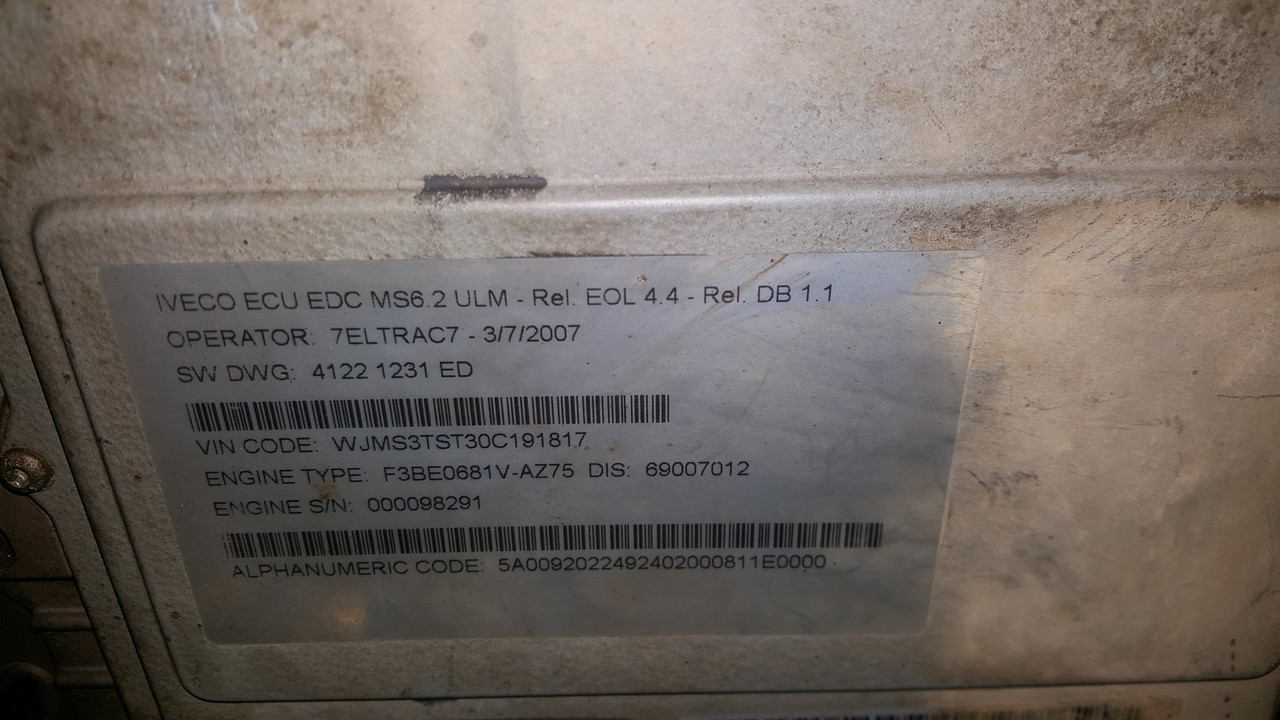 IVECO ECU EDC MS6.2 ULM - Rel. EOL 4.4 - Rel. DB 1.1
OPERATOR: 7ELTRAC7 - 3/7/2007
SW DWG: 4122 1231 ED
VIN CODE: WJMS3TST30C191817
ENGINE TYPE: F3BE0681V-AZ75 DIS: 69007012
ENGINE S/N: 000098291
ALPHANUMERIC CODE: 5A0092022492402000811E0000